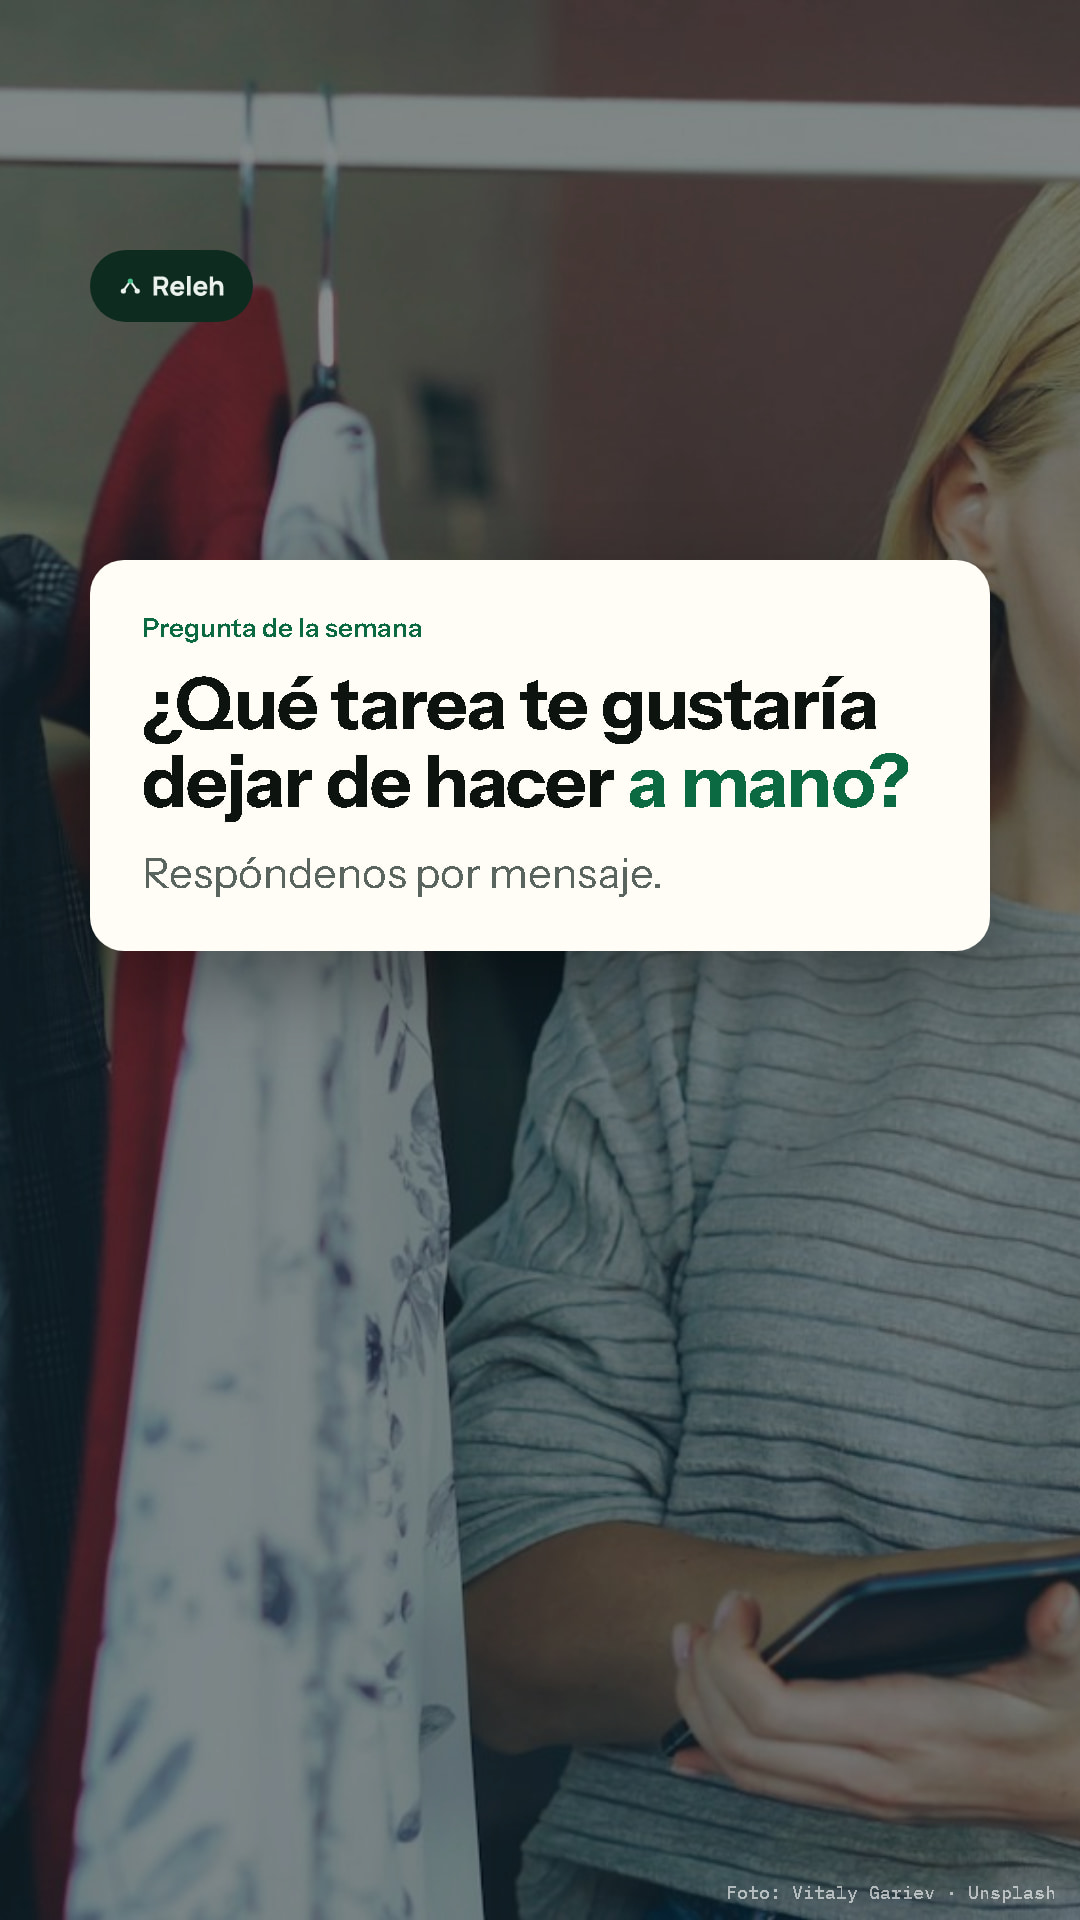 Releh
Pregunta de la semana
¿Qué tarea te gustaría
dejar de hacer a mano?
Respóndenos por mensaje.
Foto: Vitaly Gariev · Unsplash